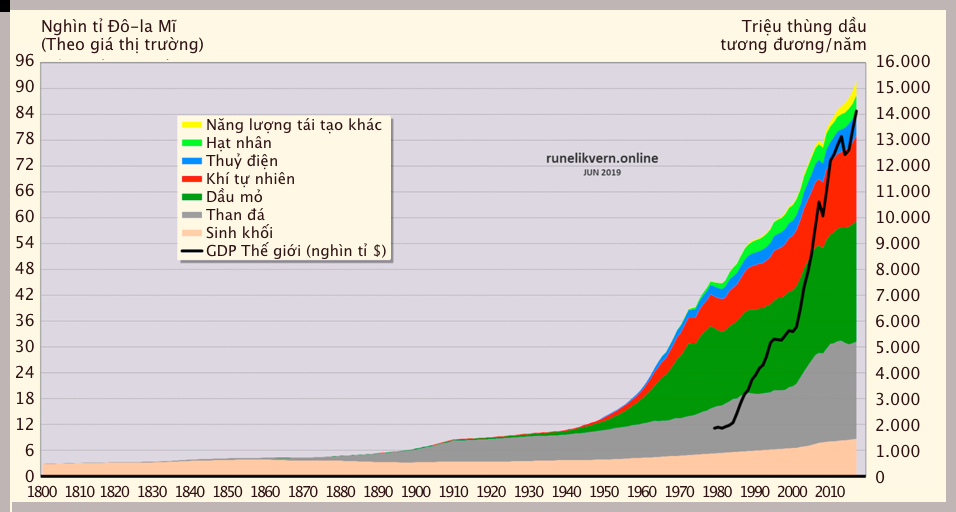 Nghìn tỉ Đô-la Mĩ
(Theo giá thị trường)
Triệu thùng dầu
tương đương/năm
96
90
84
78
72
66
60
54
48
42
36
30
24
18
12
6
0
16.000
15.000
14.000
13.000
12.000
11.000
10.000
9.000
8.000
7.000
6.000
5.000
4.000
3.000
2.000
1.000
0
Năng lượng tái tạo khác
Hạt nhân
Thuỷ điện
Khí tự nhiên
Dầu mỏ
Than đá
Sinh khối
GDP Thế giới (nghìn tỉ $)
runelikvern.online
JUN 2019
1800 1810 1820 1830 1840 1850 1860 1870 1880 1890 1900 1910 1920 1930 1940 1950 1960 1970 1980 1990 2000 2010